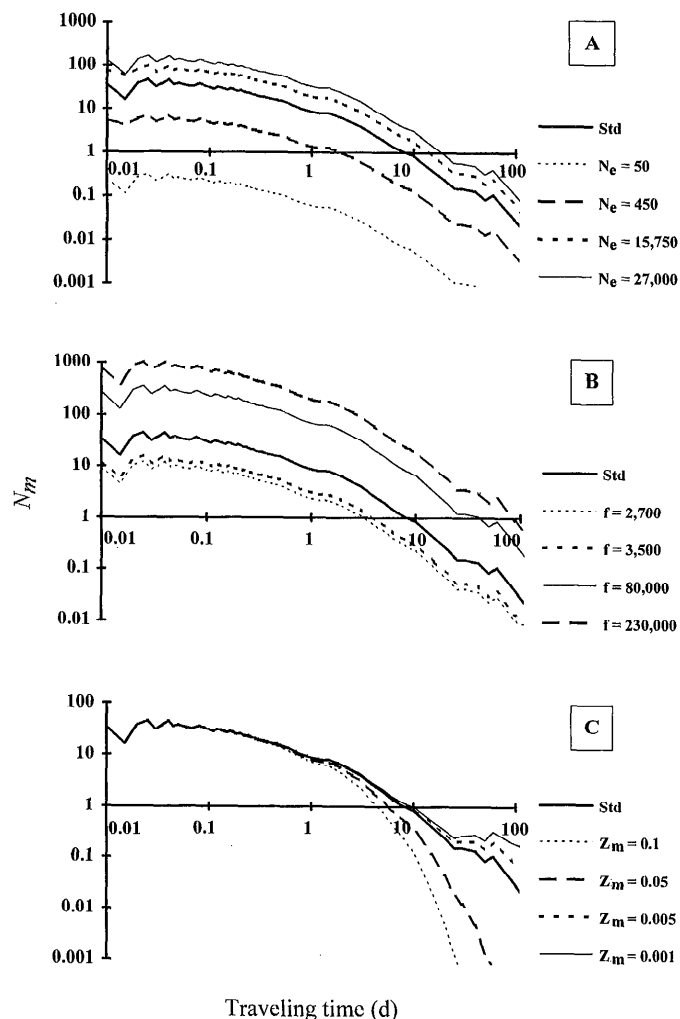 1000
100
10
1
0.1
0.01
0.001
0.01 0.1 1 10 100
A
Std
Nₑ = 50
Nₑ = 450
Nₑ = 15,750
Nₑ = 27,000
1000
100
10
1
0.1
0.01
0.01 0.1 1 10 100
B
Std
f = 2,700
f = 3,500
f = 80,000
f = 230,000
Nₘ
100
10
1
0.1
0.01
0.001
0.01 0.1 1 10 100
C
Std
Zₘ = 0.1
Zₘ = 0.05
Zₘ = 0.005
Zₘ = 0.001
Traveling time (d)